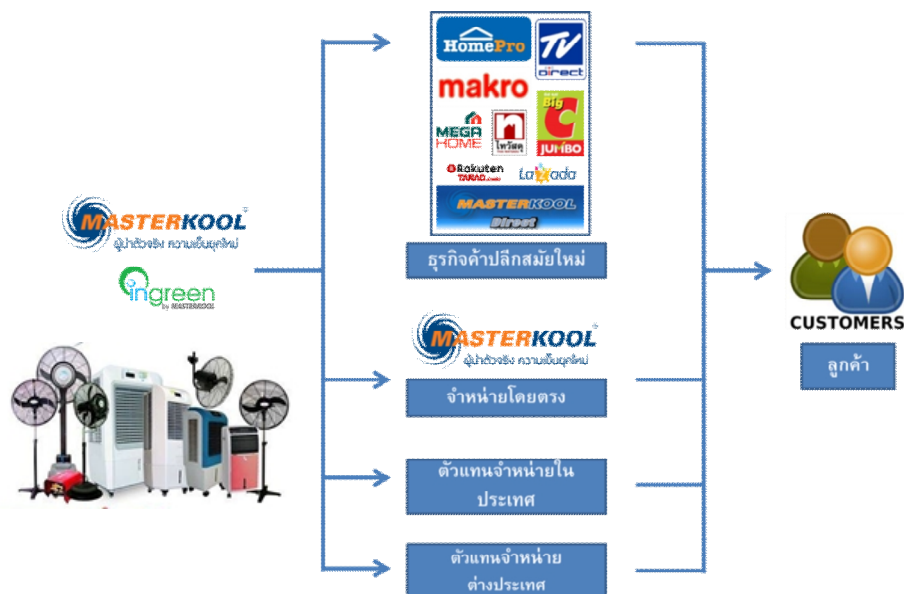 MASTERKOOL
ผู้นำตัวจริง ความเย็นยุคใหม่
ingreen
by MASTERKOOL
HomePro
TV
Direct
makro
MEGA
HOME
ไทวัสดุ
Big
C
JUMBO
Rakuten
TARAD.com
Lazada
MASTERKOOL
Direct
ธุรกิจค้าปลีกสมัยใหม่
MASTERKOOL
ผู้นำตัวจริง ความเย็นยุคใหม่
จำหน่ายโดยตรง
ตัวแทนจำหน่ายใน
ประเทศ
ตัวแทนจำหน่าย
ต่างประเทศ
CUSTOMERS
ลูกค้า